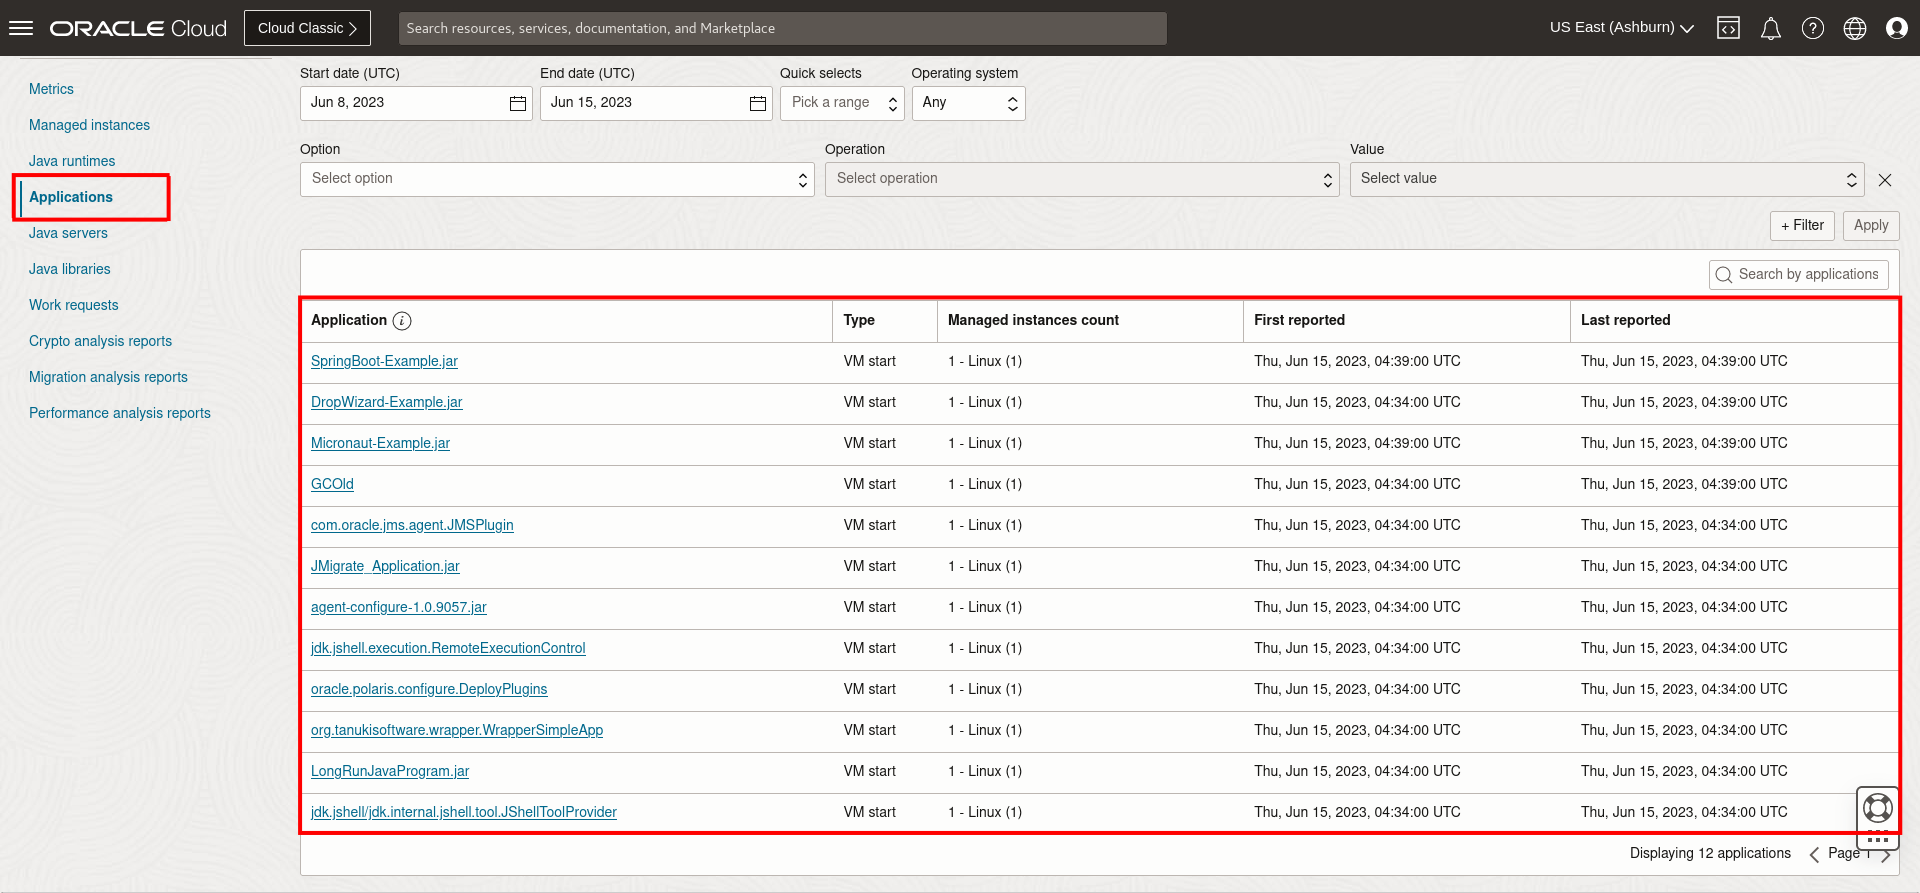 ORACLE Cloud Cloud Classic Search resources, services, documentation, and Marketplace US East (Ashburn)
Metrics
Managed instances
Java runtimes
Applications
Java servers
Java libraries
Work requests
Crypto analysis reports
Migration analysis reports
Performance analysis reports
Start date (UTC) End date (UTC) Quick selects Operating system
Jun 8, 2023 Jun 15, 2023 Pick a range Any
Option Operation Value
Select option Select operation Select value
+ Filter Apply
Search by applications
Application Type Managed instances count First reported Last reported
SpringBoot-Example.jar VM start 1 - Linux (1) Thu, Jun 15, 2023, 04:39:00 UTC Thu, Jun 15, 2023, 04:39:00 UTC
DropWizard-Example.jar VM start 1 - Linux (1) Thu, Jun 15, 2023, 04:34:00 UTC Thu, Jun 15, 2023, 04:39:00 UTC
Micronaut-Example.jar VM start 1 - Linux (1) Thu, Jun 15, 2023, 04:39:00 UTC Thu, Jun 15, 2023, 04:39:00 UTC
GCOld VM start 1 - Linux (1) Thu, Jun 15, 2023, 04:34:00 UTC Thu, Jun 15, 2023, 04:39:00 UTC
com.oracle.jms.agent.JMSPlugin VM start 1 - Linux (1) Thu, Jun 15, 2023, 04:34:00 UTC Thu, Jun 15, 2023, 04:34:00 UTC
JMigrate_Application.jar VM start 1 - Linux (1) Thu, Jun 15, 2023, 04:34:00 UTC Thu, Jun 15, 2023, 04:34:00 UTC
agent-configure-1.0.9057.jar VM start 1 - Linux (1) Thu, Jun 15, 2023, 04:34:00 UTC Thu, Jun 15, 2023, 04:34:00 UTC
jdk.jshell.execution.RemoteExecutionControl VM start 1 - Linux (1) Thu, Jun 15, 2023, 04:34:00 UTC Thu, Jun 15, 2023, 04:34:00 UTC
oracle.polaris.configure.DeployPlugins VM start 1 - Linux (1) Thu, Jun 15, 2023, 04:34:00 UTC Thu, Jun 15, 2023, 04:34:00 UTC
org.tanukisoftware.wrapper.WrapperSimpleApp VM start 1 - Linux (1) Thu, Jun 15, 2023, 04:34:00 UTC Thu, Jun 15, 2023, 04:34:00 UTC
LongRunJavaProgram.jar VM start 1 - Linux (1) Thu, Jun 15, 2023, 04:34:00 UTC Thu, Jun 15, 2023, 04:34:00 UTC
jdk.jshell/jdk.internal.jshell.tool.JShellToolProvider VM start 1 - Linux (1) Thu, Jun 15, 2023, 04:34:00 UTC Thu, Jun 15, 2023, 04:34:00 UTC
Displaying 12 applications Page 1